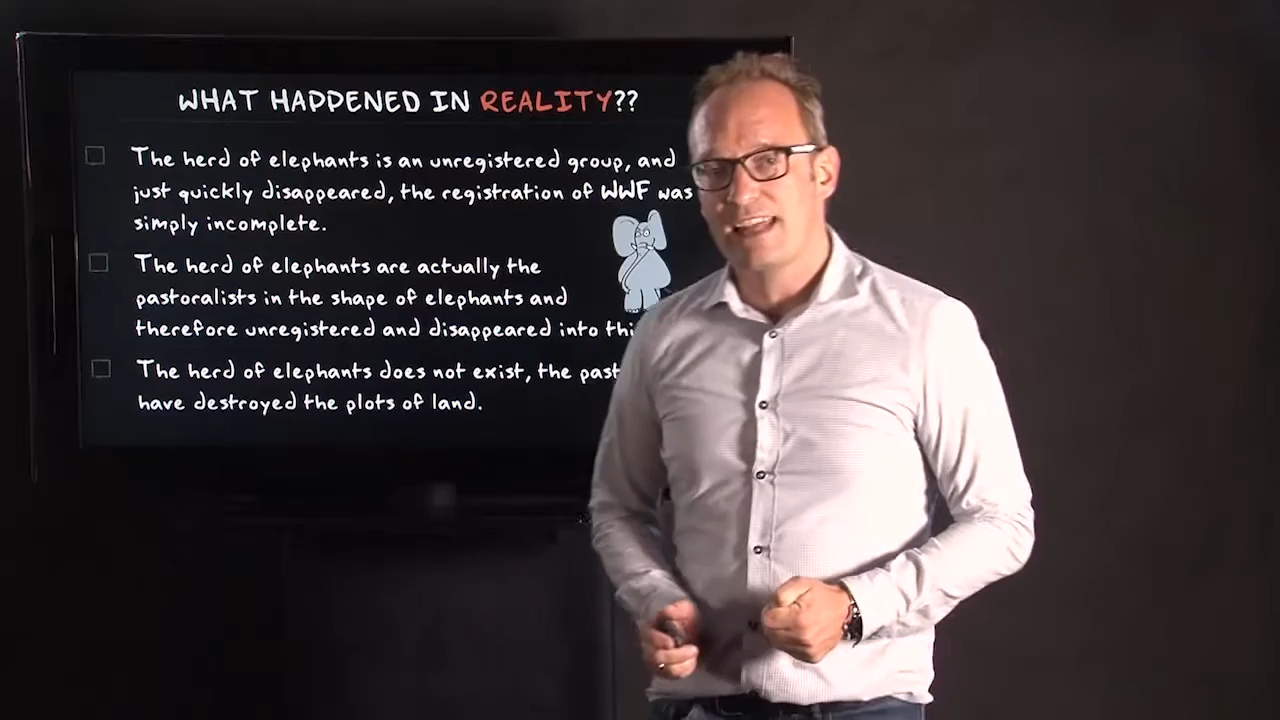 WHAT HAPPENED IN REALITY??
The herd of elephants is an unregistered group, and
just quickly disappeared, the registration of WWF was
simply incomplete.
The herd of elephants are actually the
pastoralists in the shape of elephants and
therefore unregistered and disappeared into
The herd of elephants does not exist, the
have destroyed the plots of land.